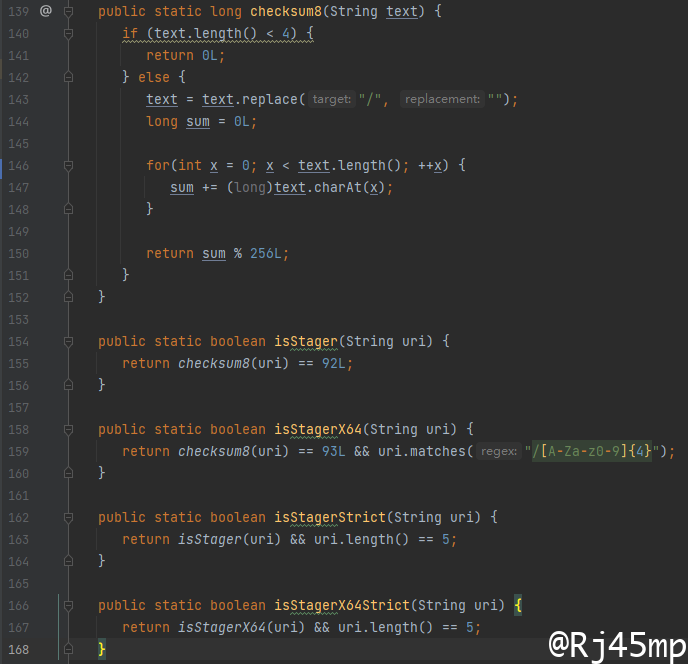 139 @ public static long checksum8(String text) {
140 if (text.length() < 4) {
141 return 0L;
142 } else {
143 text = text.replace( target: "/", replacement: "");
144 long sum = 0L;
145
146 for(int x = 0; x < text.length(); ++x) {
147 sum += (long)text.charAt(x);
148 }
149
150 return sum % 256L;
151 }
152 }
153
154 public static boolean isStager(String uri) {
155 return checksum8(uri) == 92L;
156 }
157
158 public static boolean isStagerX64(String uri) {
159 return checksum8(uri) == 93L && uri.matches( regex: "/[A-Za-z0-9]{4}");
160 }
161
162 public static boolean isStagerStrict(String uri) {
163 return isStager(uri) && uri.length() == 5;
164 }
165
166 public static boolean isStagerX64Strict(String uri) {
167 return isStagerX64(uri) && uri.length() == 5;
168 }
@Rj45mp